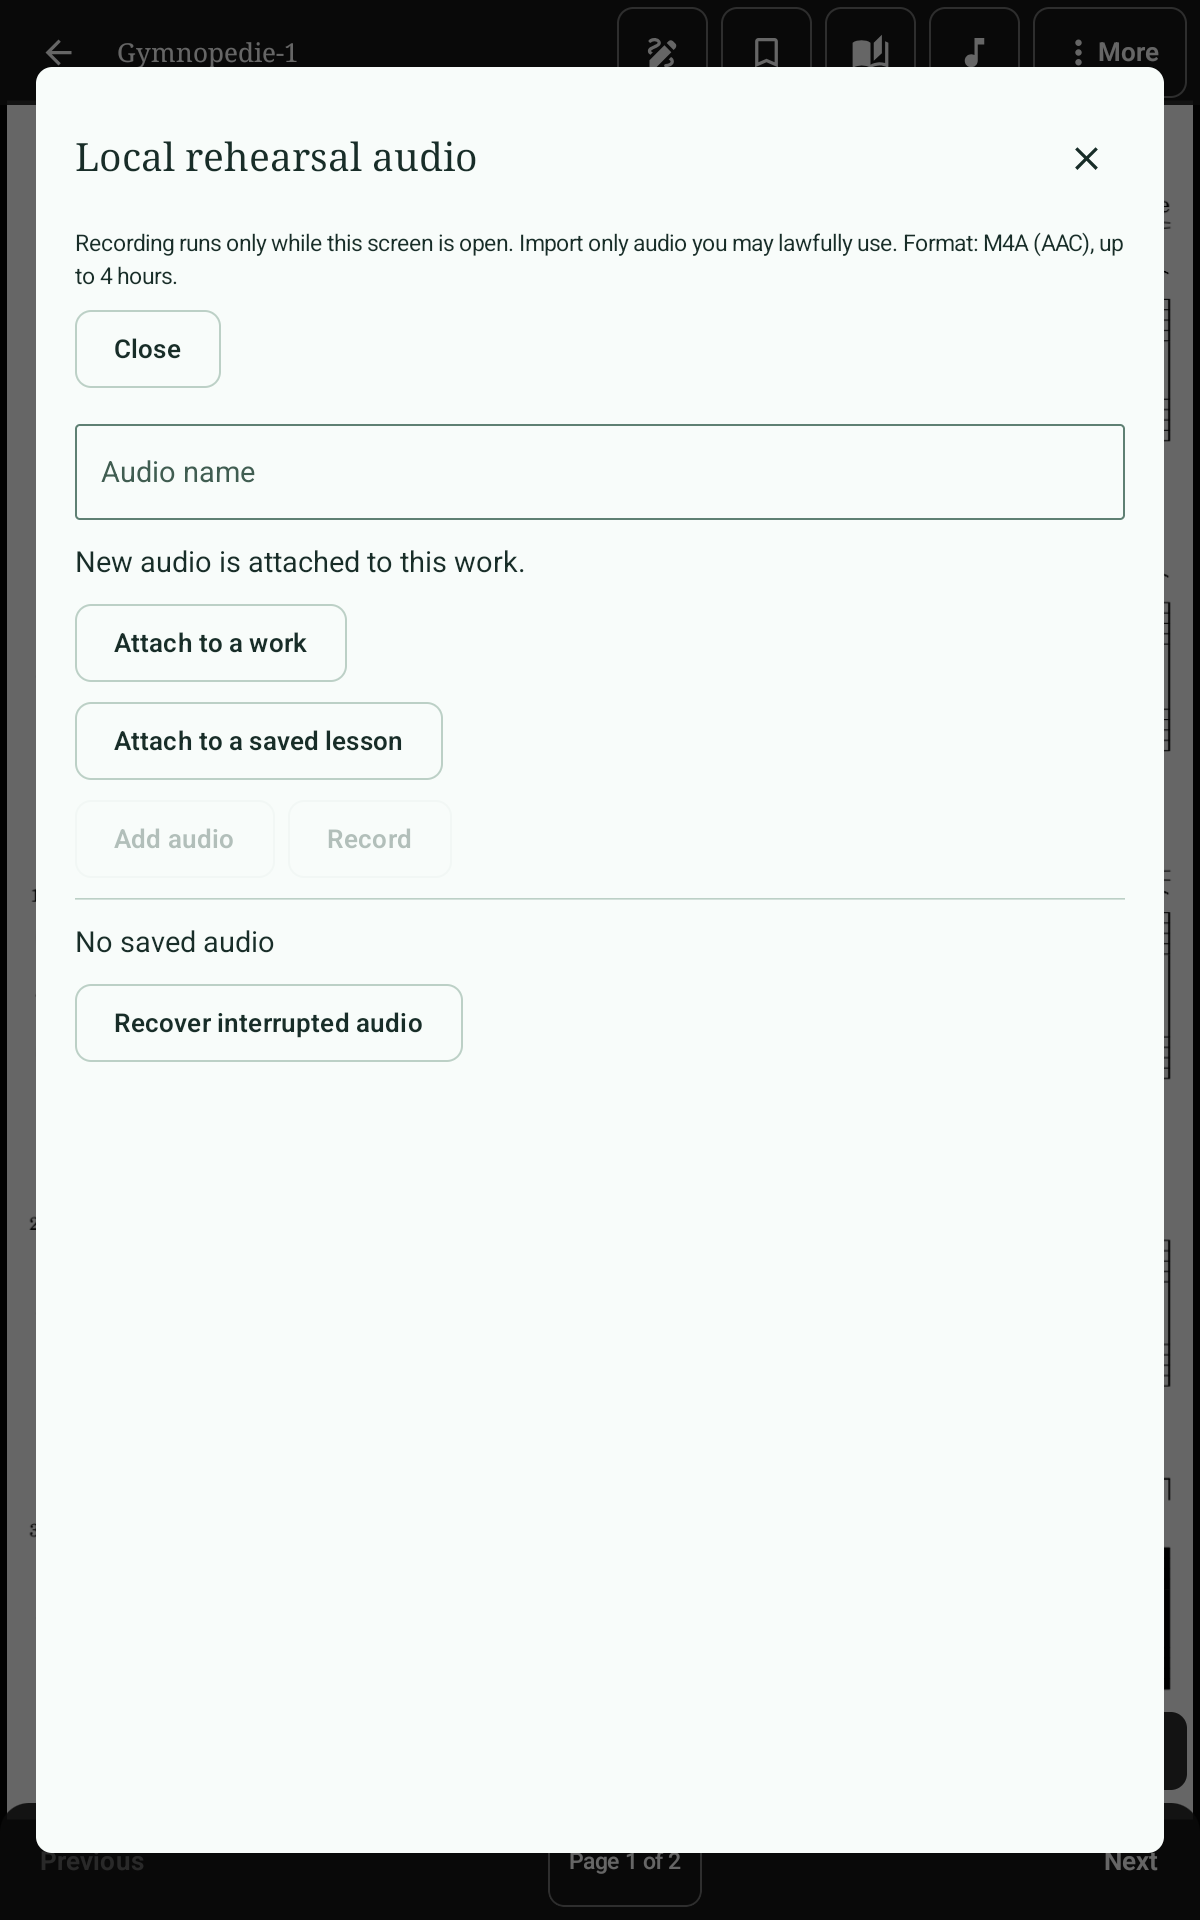 Gymnopedie-1
More
Local rehearsal audio
Recording runs only while this screen is open. Import only audio you may lawfully use. Format: M4A (AAC), up
to 4 hours.
Close
Audio name
New audio is attached to this work.
Attach to a work
Attach to a saved lesson
Add audio
Record
No saved audio
Recover interrupted audio
Previous
Page 1 of 2
Next